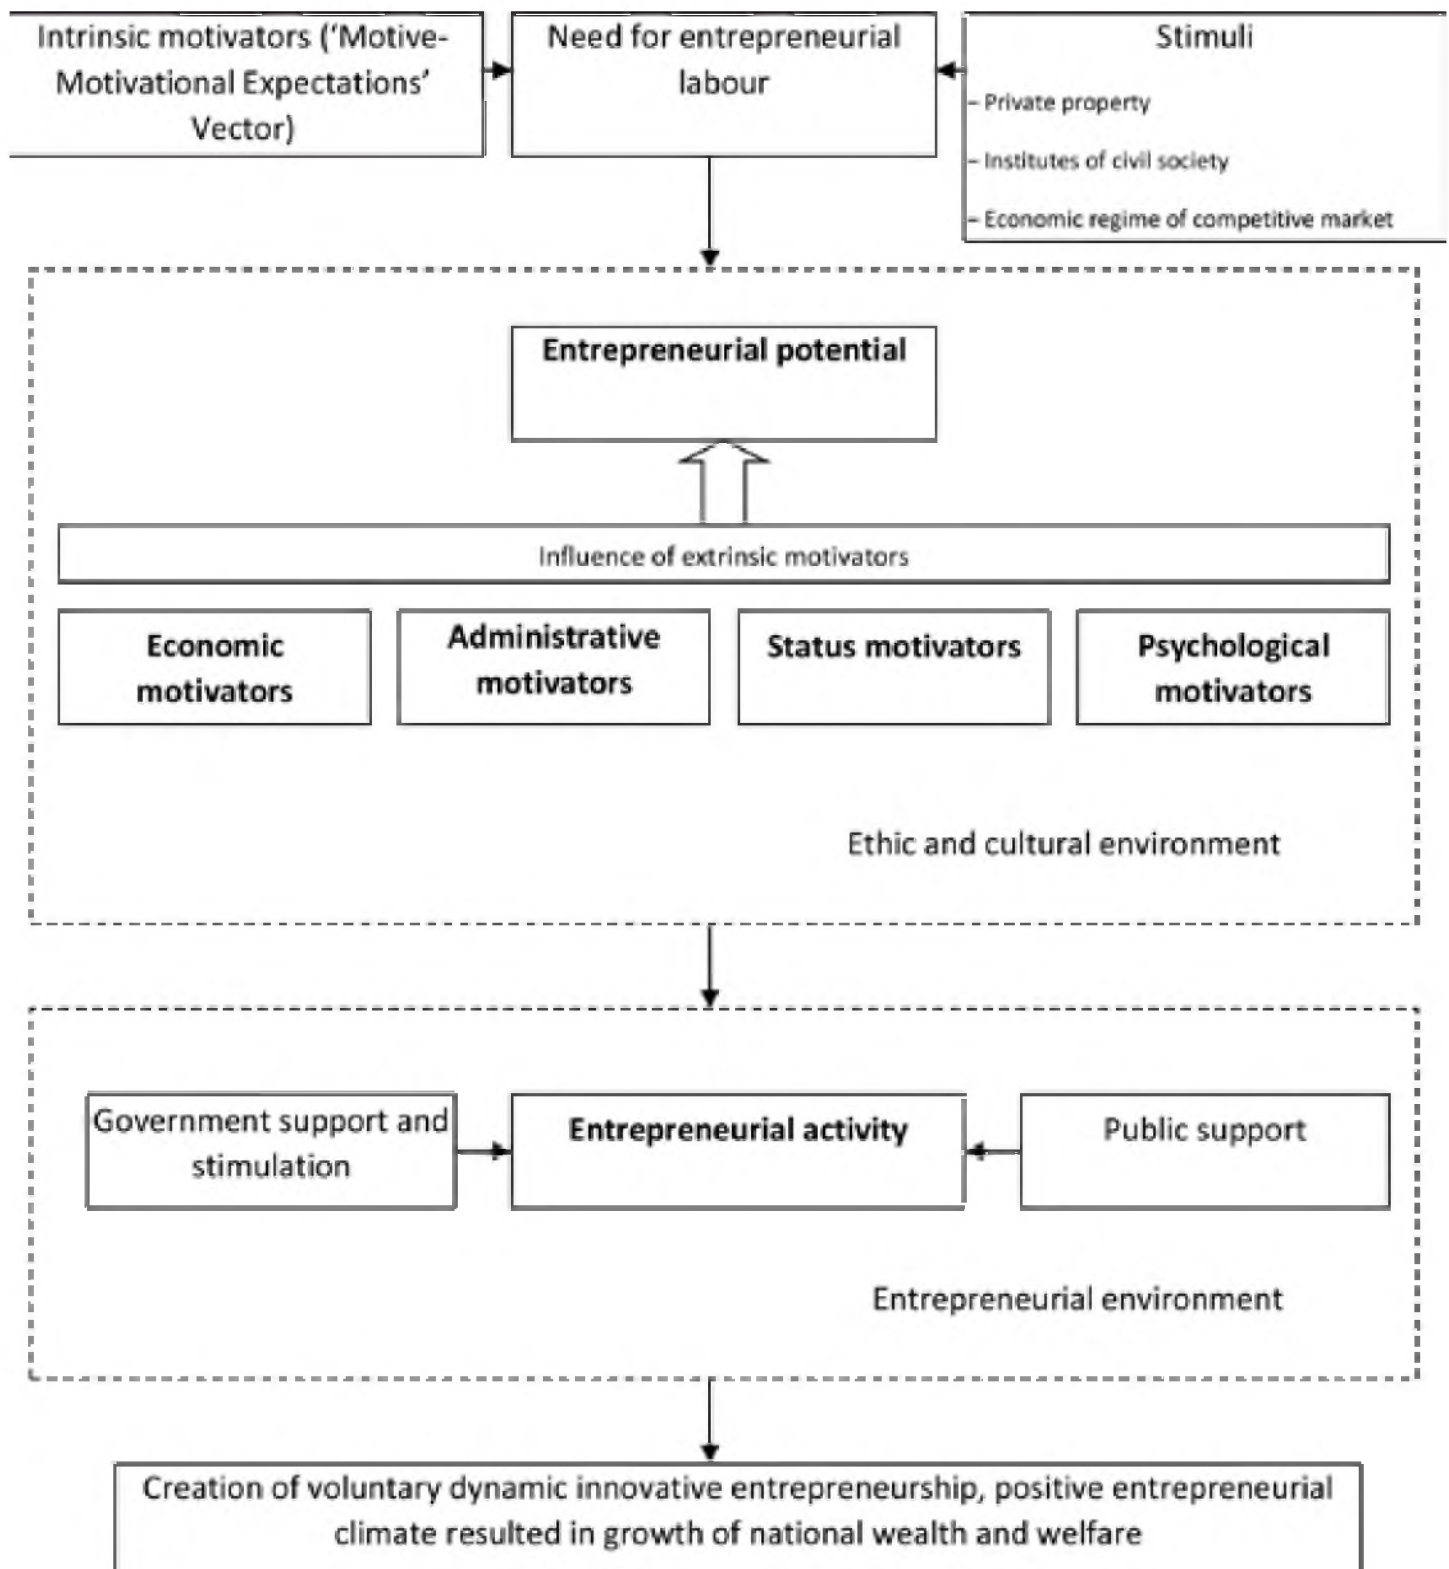 Intrinsic motivators (‘Motive-
Motivational Expectations’
Vector)
Need for entrepreneurial
labour
Stimuli
– Private property
– Institutes of civil society
– Economic regime of competitive market
Entrepreneurial potential
Influence of extrinsic motivators
Economic
motivators
Administrative
motivators
Status motivators
Psychological
motivators
Ethic and cultural environment
Government support and
stimulation
Entrepreneurial activity
Public support
Entrepreneurial environment
Creation of voluntary dynamic innovative entrepreneurship, positive entrepreneurial
climate resulted in growth of national wealth and welfare